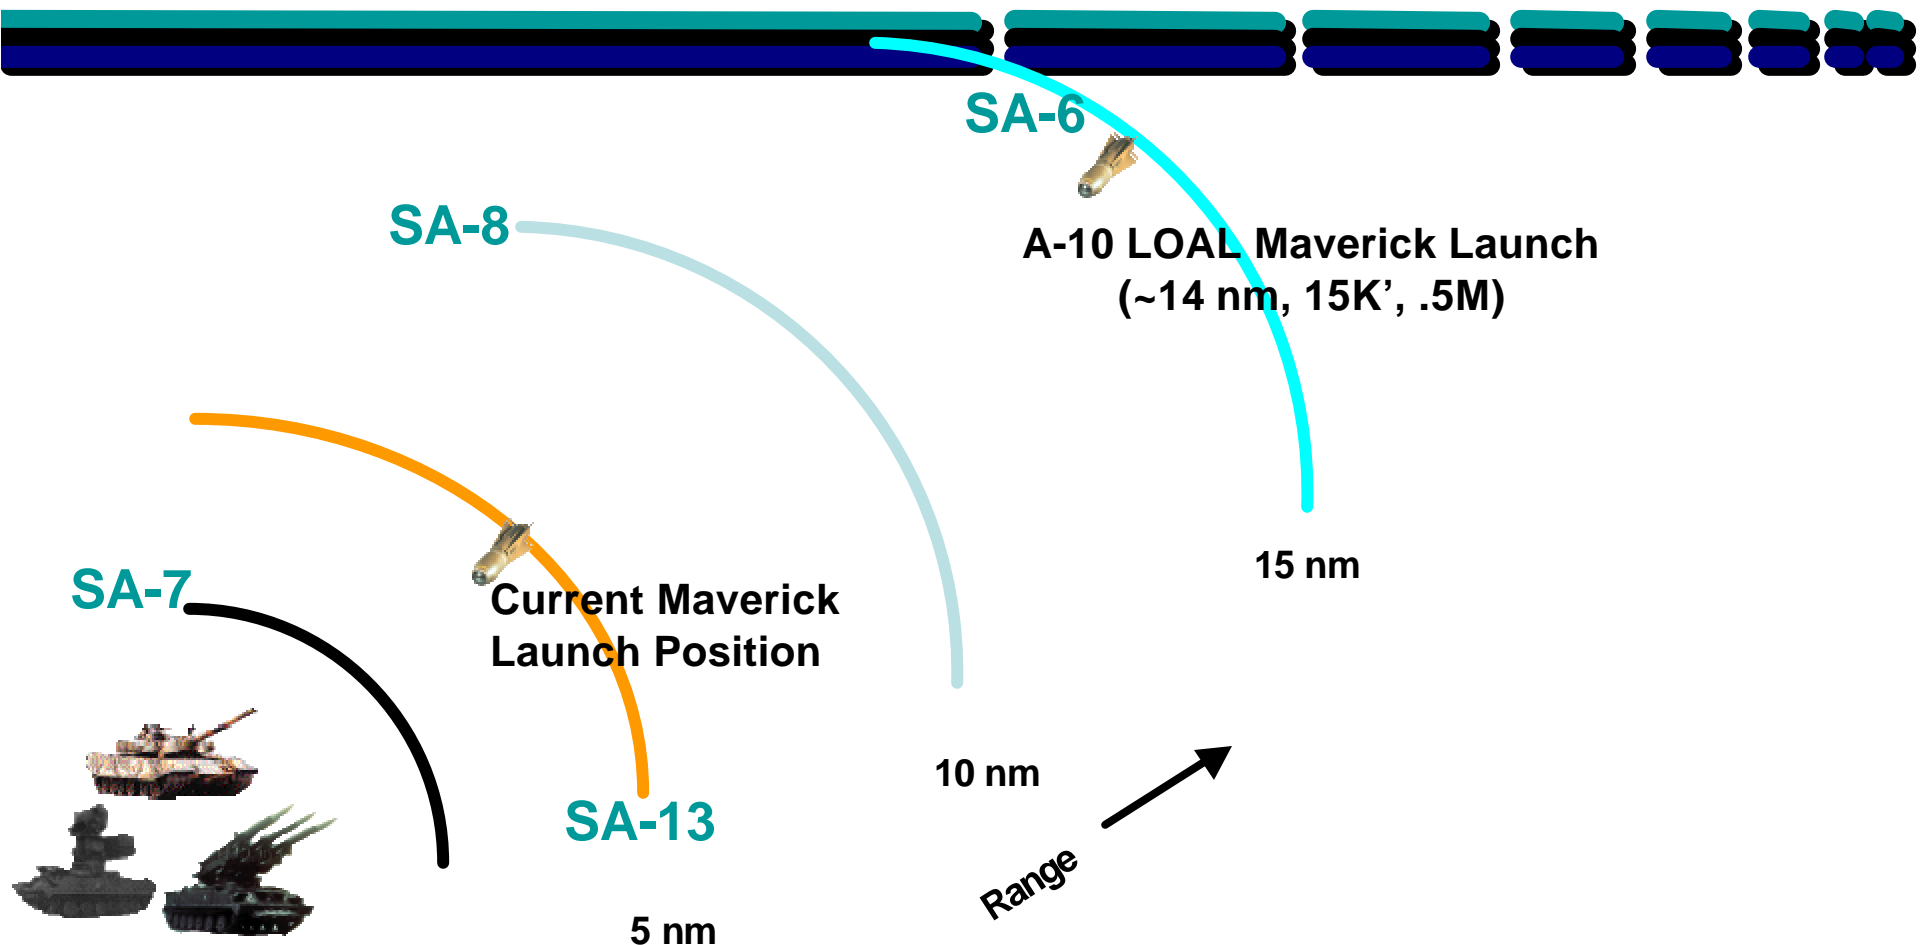 SA-6
SA-8
A-10 LOAL Maverick Launch
(~14 nm, 15K’, .5M)
15 nm
SA-7
Current Maverick
Launch Position
10 nm
SA-13
Range
5 nm